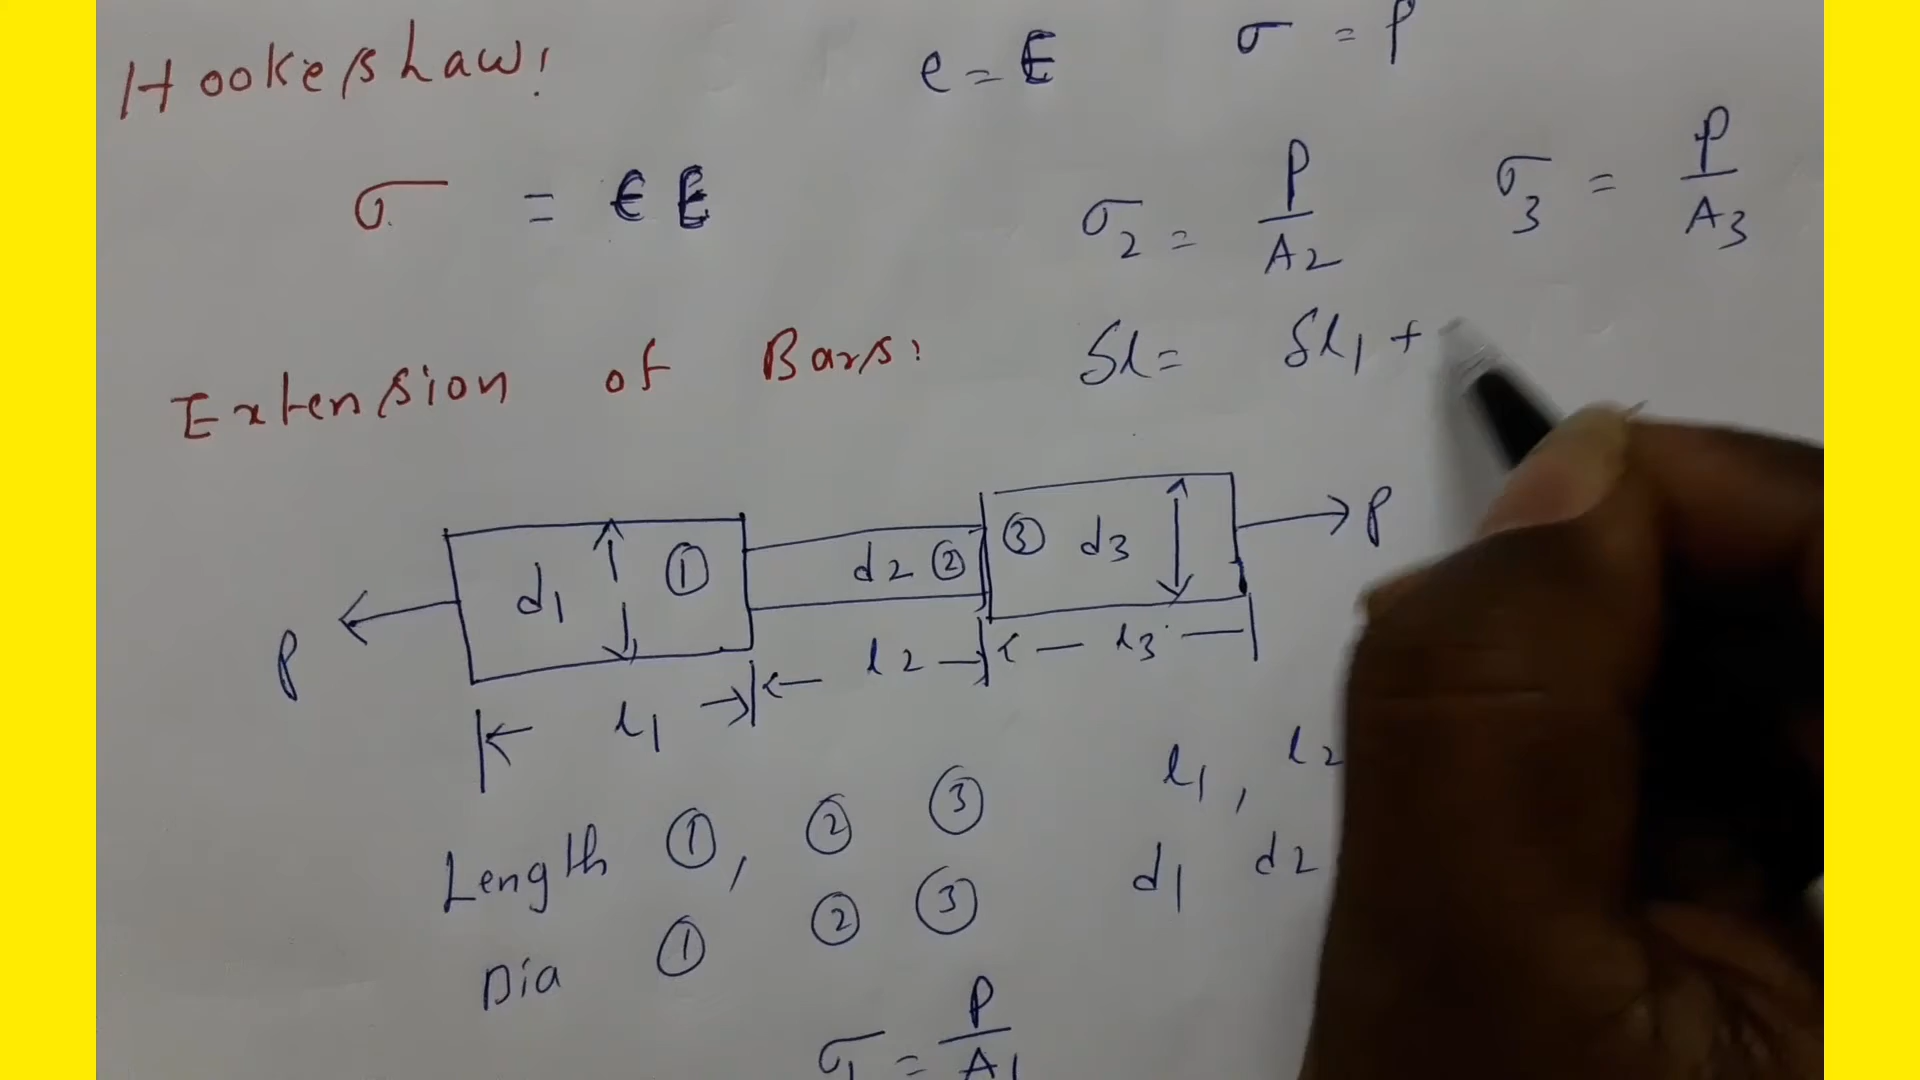 Hooke's Law:
e = E σ = P
σ = ϵ E
σ2 = P/A2 σ3 = P/A3
Extension of Bars:
δl = δl1 +
P d1 ① d2 ② ③ d3 P
l1 l2 l3
Length ①, ② ③ l1, l2
Dia ① ② ③ d1 d2
σ1 = P/A1